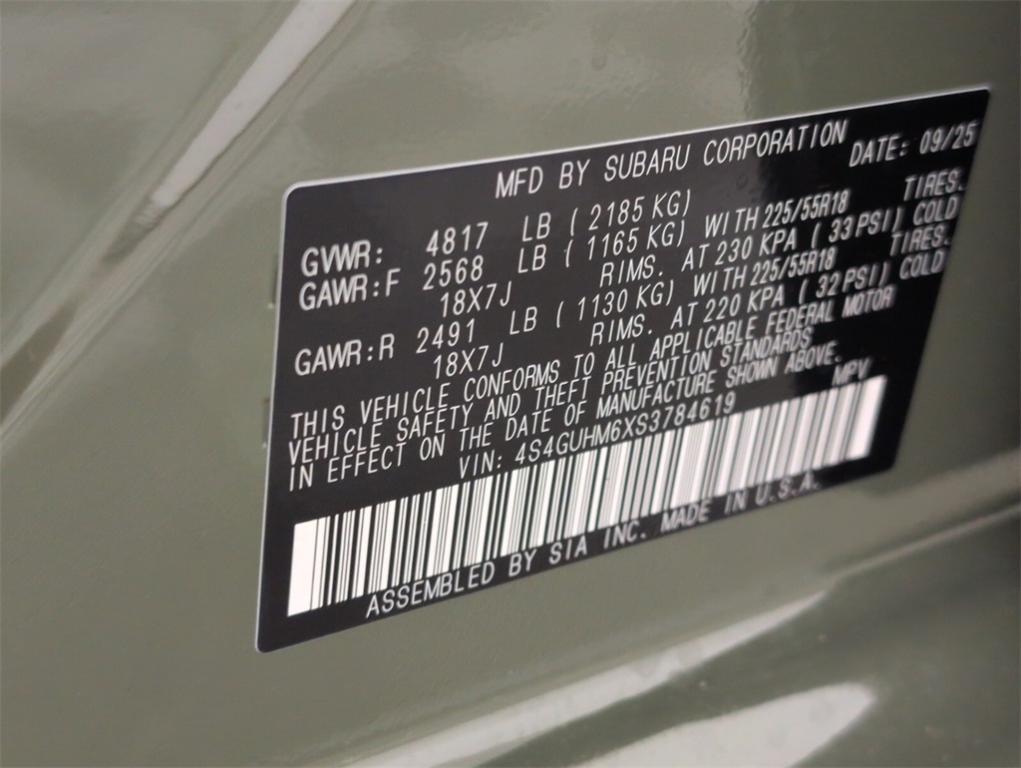 MFD BY SUBARU CORPORATION DATE: 09/25
GVWR: 4817 LB ( 2185 KG)
GAWR:F 2568 LB ( 1165 KG) WITH 225/55R18 TIRES.
18X7J RIMS. AT 230 KPA ( 33 PSI) COLD
GAWR:R 2491 LB ( 1130 KG) WITH 225/55R18 TIRES.
18X7J RIMS. AT 220 KPA ( 32 PSI) COLD
THIS VEHICLE CONFORMS TO ALL APPLICABLE FEDERAL MOTOR
VEHICLE SAFETY AND THEFT PREVENTION STANDARDS
IN EFFECT ON THE DATE OF MANUFACTURE SHOWN ABOVE.
VIN: 4S4GUHM6XS3784619 MPV
ASSEMBLED BY SIA INC. MADE IN U.S.A.